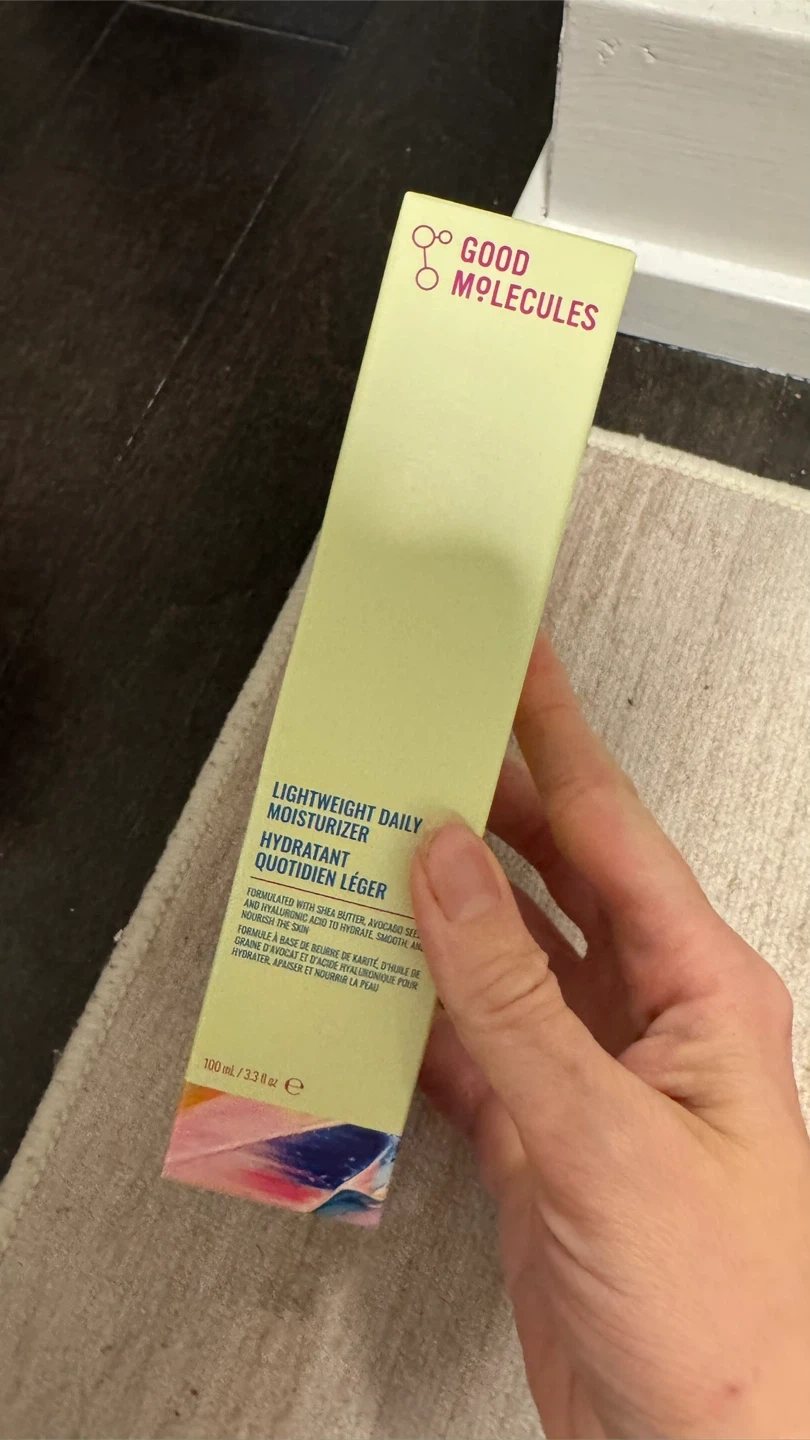 GOOD
MOLECULES
LIGHTWEIGHT DAILY
MOISTURIZER
HYDRATANT
QUOTIDIEN LÉGER
FORMULATED WITH SHEA BUTTER, AVOCADO
AND HYALURONIC ACID TO HYDRATE, SMOOTH,
NOURISH THE SKIN
FORMULE À BASE DE BEURRE DE KARITÉ, D'HUILE DE
GRAINE D'AVOCAT ET D'ACIDE HYALURONIQUE POUR
HYDRATER, APAISER ET NOURRIR LA PEAU
100 mL / 3.3 fl oz ℮